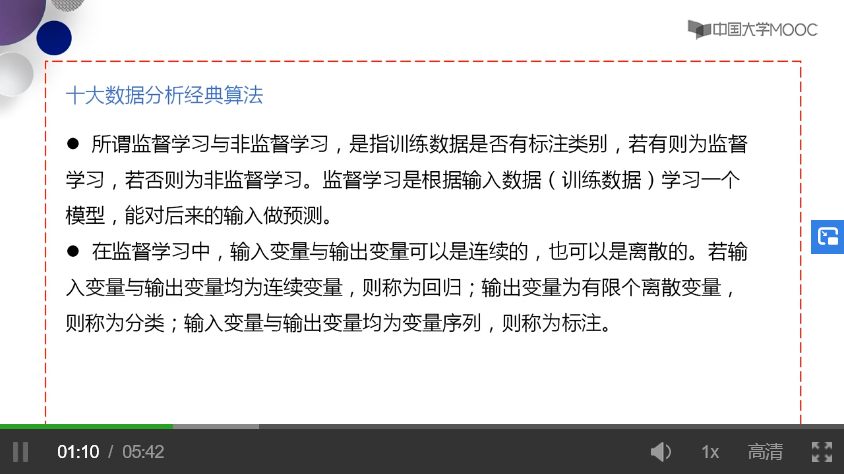 中国大学MOOC
十大数据分析经典算法
● 所谓监督学习与非监督学习，是指训练数据是否有标注类别，若有则为监督
学习，若否则为非监督学习。监督学习是根据输入数据（训练数据）学习一个
模型，能对后来的输入做预测。
● 在监督学习中，输入变量与输出变量可以是连续的，也可以是离散的。若输
入变量与输出变量均为连续变量，则称为回归；输出变量为有限个离散变量，
则称为分类；输入变量与输出变量均为变量序列，则称为标注。
01:10 / 05:42 1x 高清